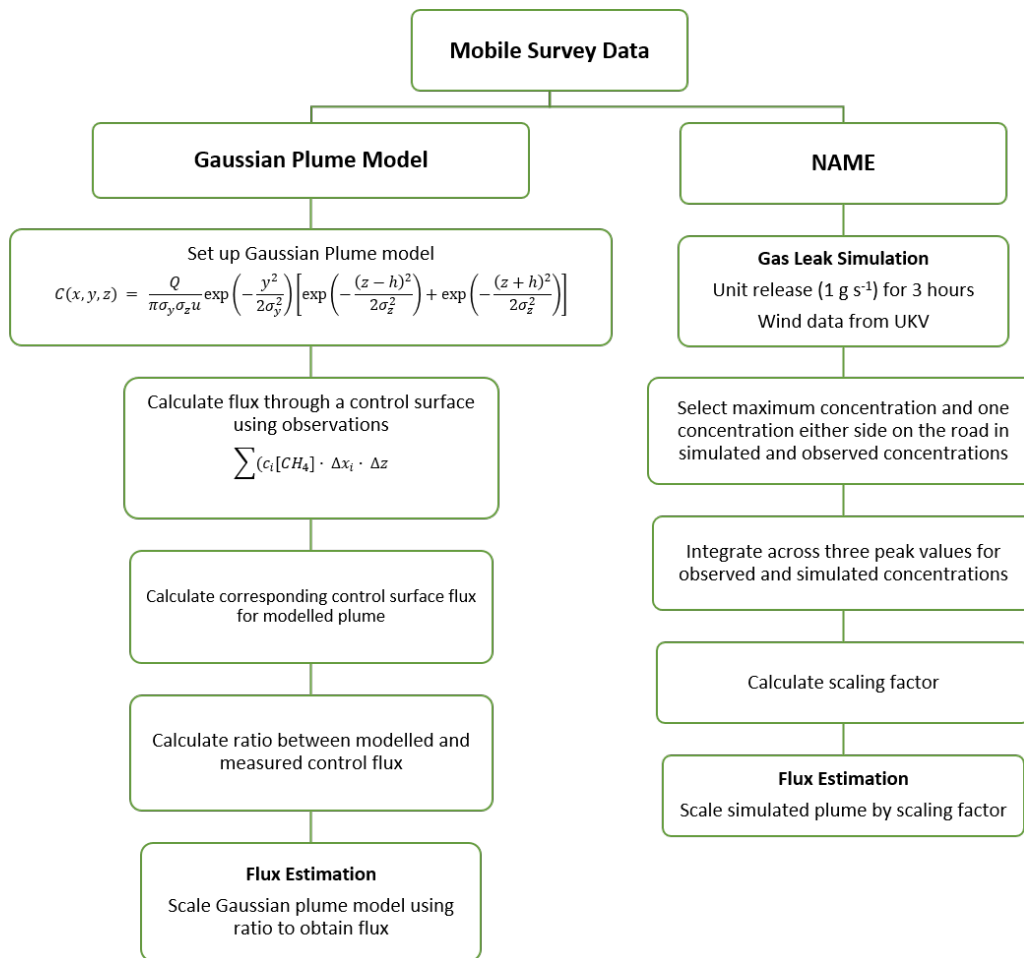 Mobile Survey Data
Gaussian Plume Model
Set up Gaussian Plume model
C(x, y, z) = Q / (πσ_yσ_zu) exp(−y² / (2σ_y²)) [exp(−(z − h)² / (2σ_z²)) + exp(−(z + h)² / (2σ_z²))]
Calculate flux through a control surface
using observations
∑(c_i[CH₄] · Δx_i · Δz
Calculate corresponding control surface flux
for modelled plume
Calculate ratio between modelled and
measured control flux
Flux Estimation
Scale Gaussian plume model using
ratio to obtain flux
NAME
Gas Leak Simulation
Unit release (1 g s⁻¹) for 3 hours
Wind data from UKV
Select maximum concentration and one
concentration either side on the road in
simulated and observed concentrations
Integrate across three peak values for
observed and simulated concentrations
Calculate scaling factor
Flux Estimation
Scale simulated plume by scaling factor